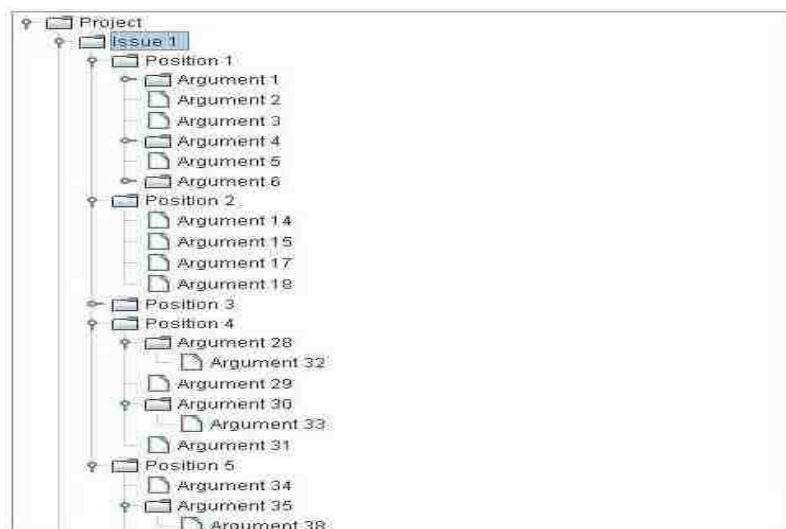 Project
Issue 1
Position 1
Argument 1
Argument 2
Argument 3
Argument 4
Argument 5
Argument 6
Position 2
Argument 14
Argument 15
Argument 17
Argument 18
Position 3
Position 4
Argument 28
Argument 32
Argument 29
Argument 30
Argument 33
Argument 31
Position 5
Argument 34
Argument 35
Argument 38